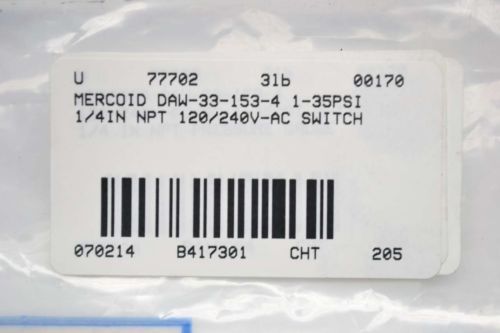 U 77702 31b 00170
MERCOID DAW-33-153-4 1-35PSI
1/4IN NPT 120/240V-AC SWITCH
070214 B417301 CHT 205